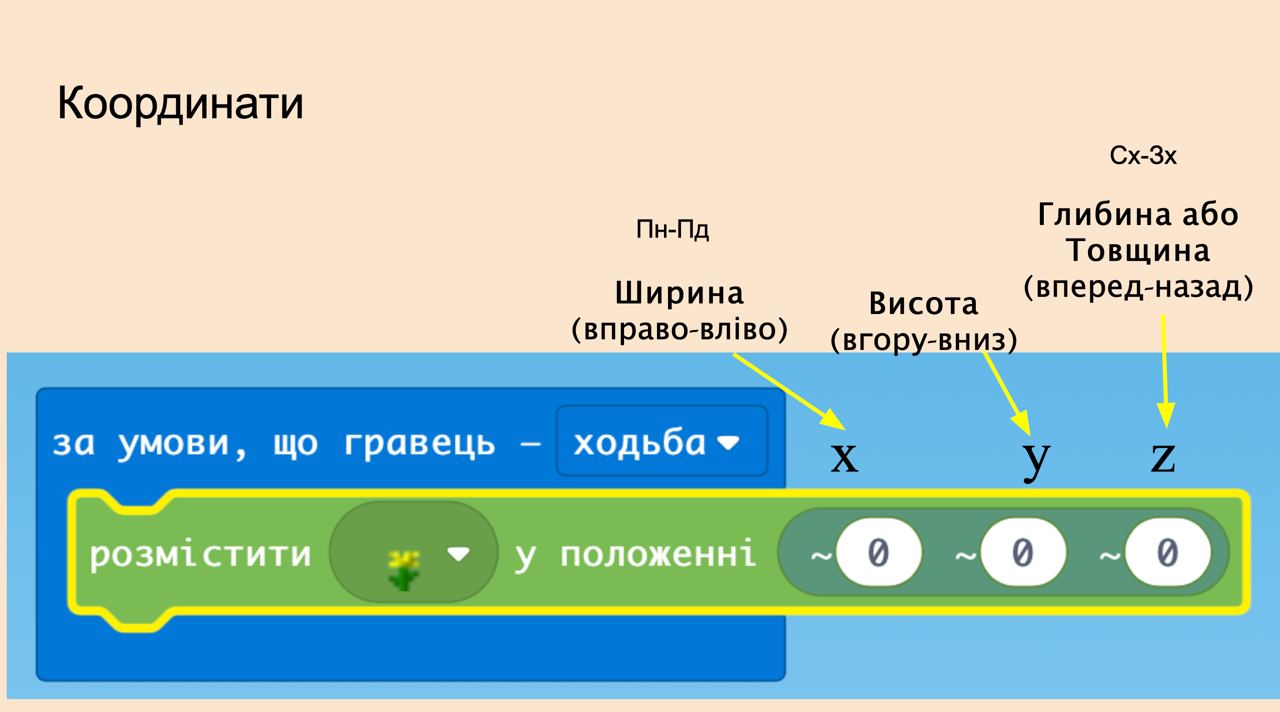 Координати
Сх-Зх
Глибина або
Товщина
(вперед-назад)
Пн-Пд
Ширина
(вправо-вліво)
Висота
(вгору-вниз)
за умови, що гравець – ходьба
x y z
розмістити у положенні ~ 0 ~ 0 ~ 0